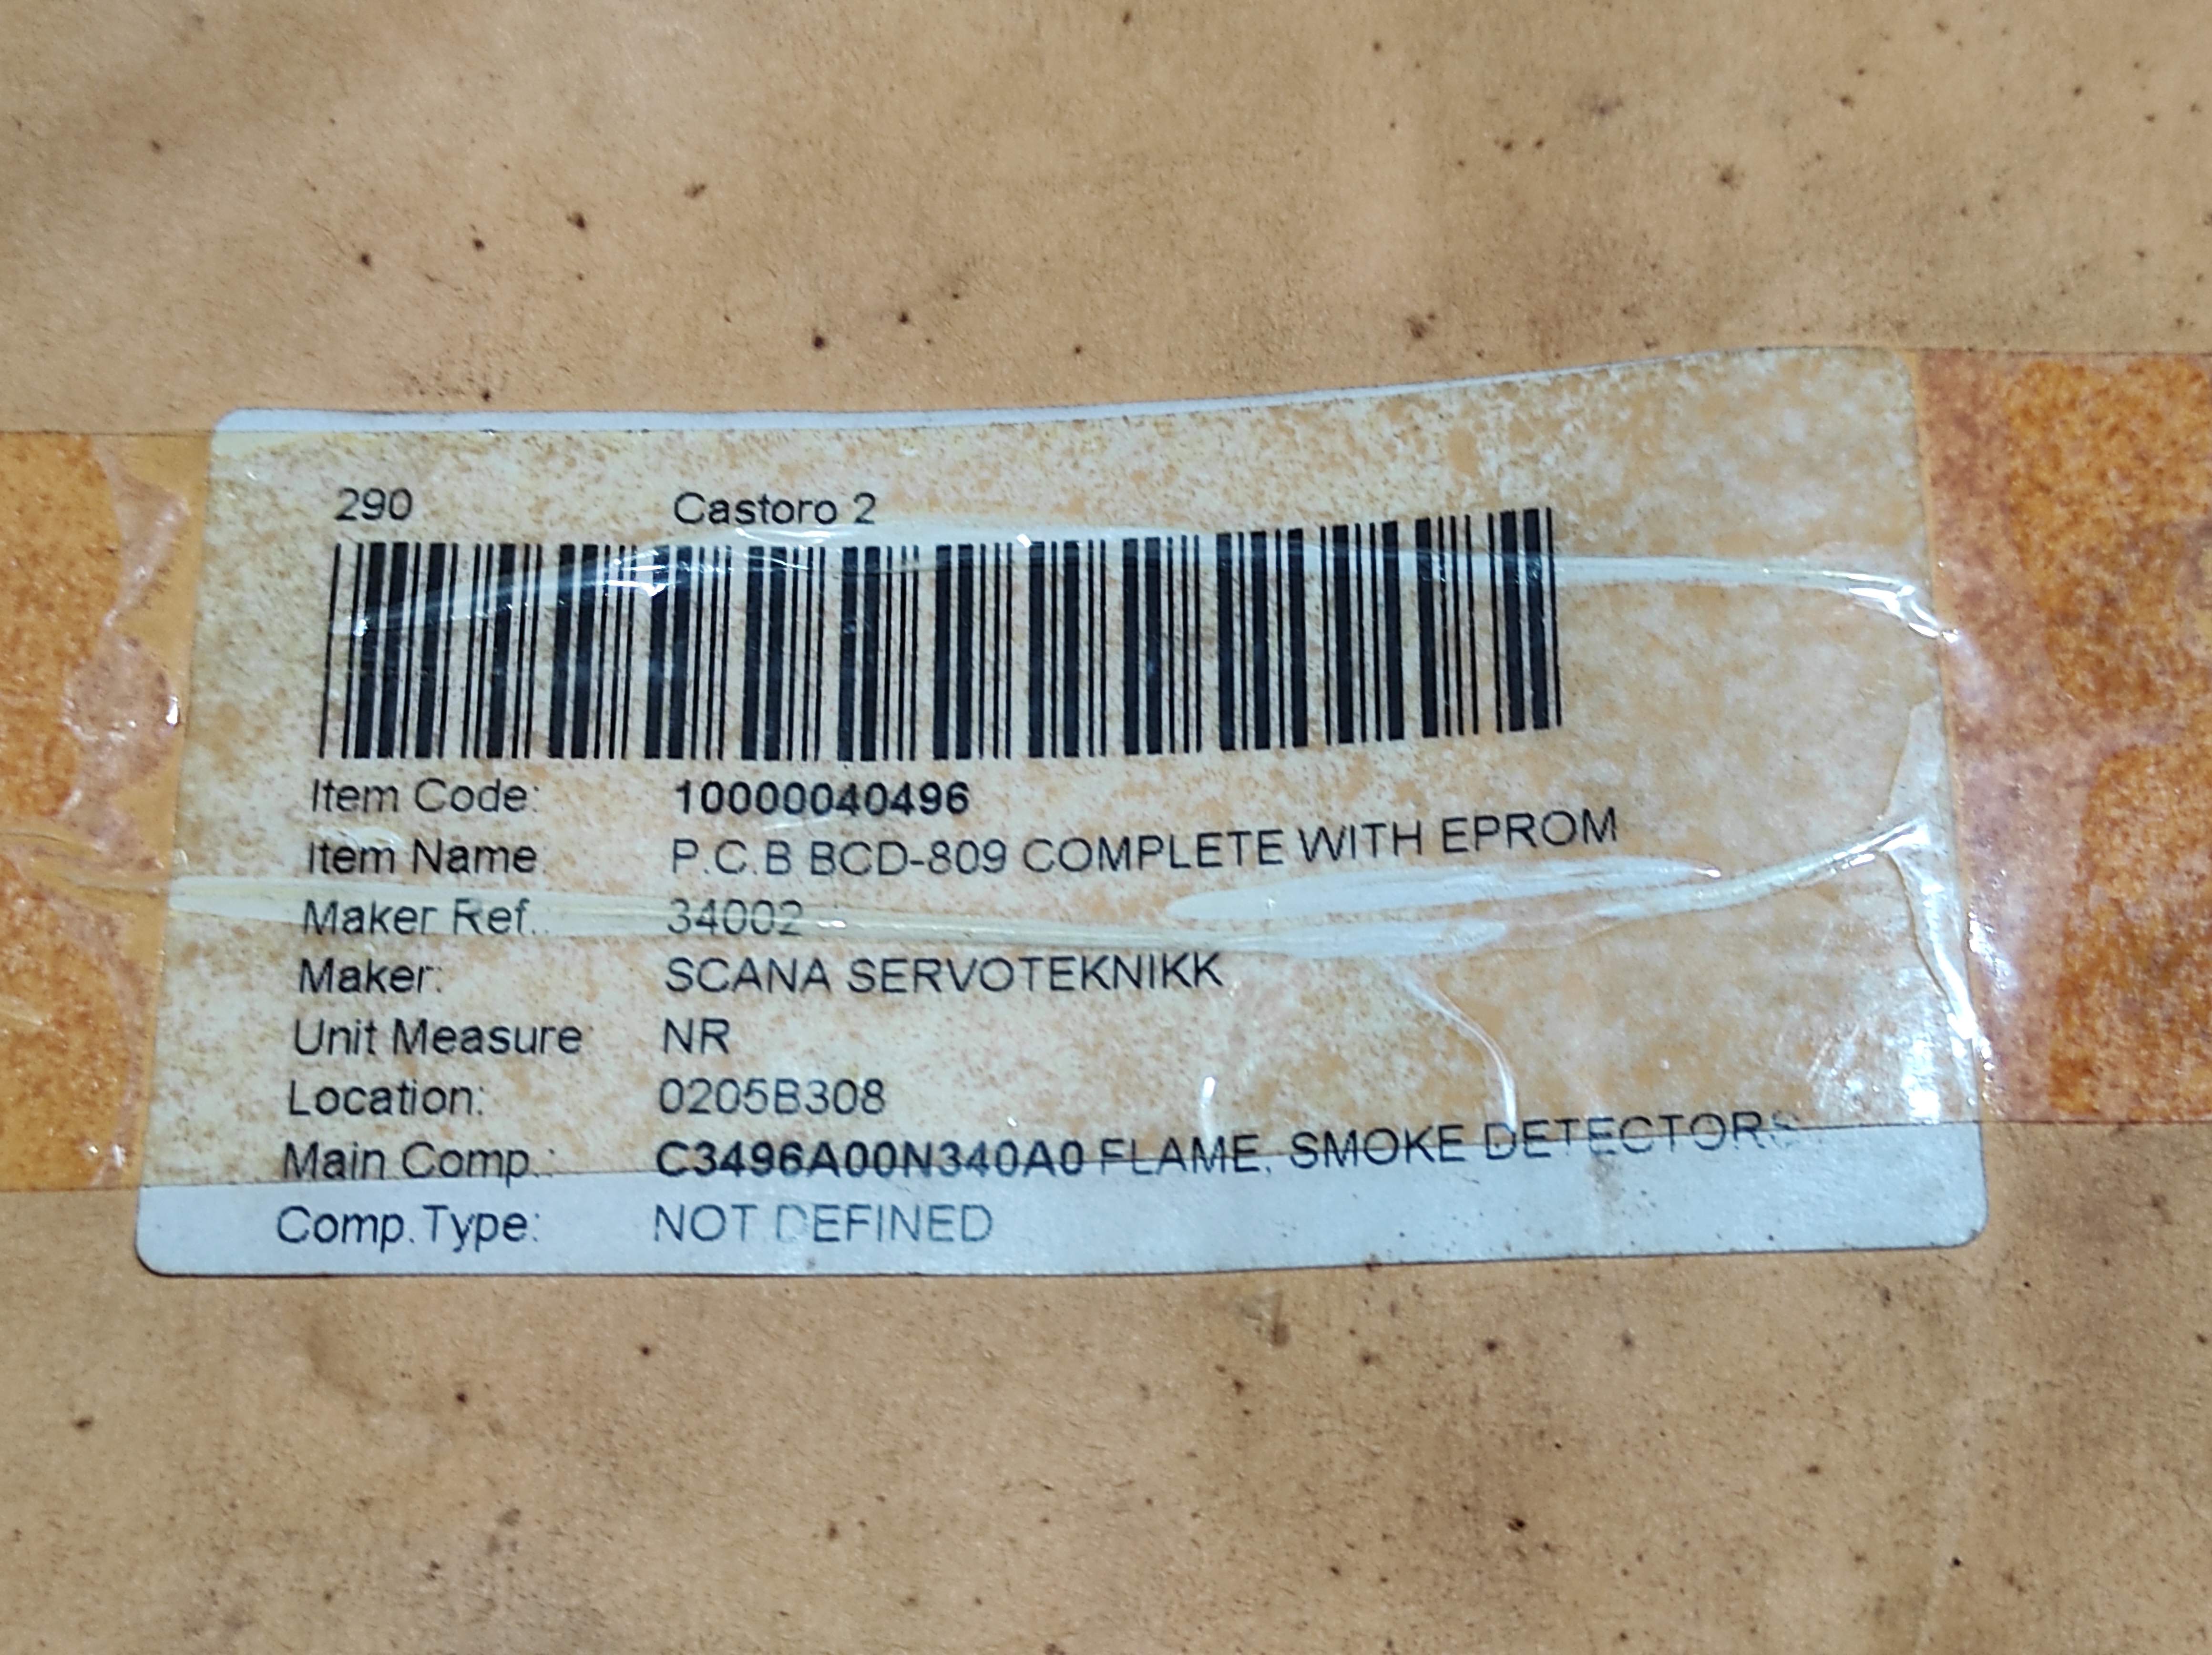 290 Castoro 2
Item Code: 10000040496
Item Name: P.C.B BCD-809 COMPLETE WITH EPROM
Maker Ref.: 34002
Maker: SCANA SERVOTEKNIKK
Unit Measure NR
Location: 0205B308
Main Comp.: C3496A00N340A0 FLAME, SMOKE DETECTORS
Comp.Type: NOT DEFINED